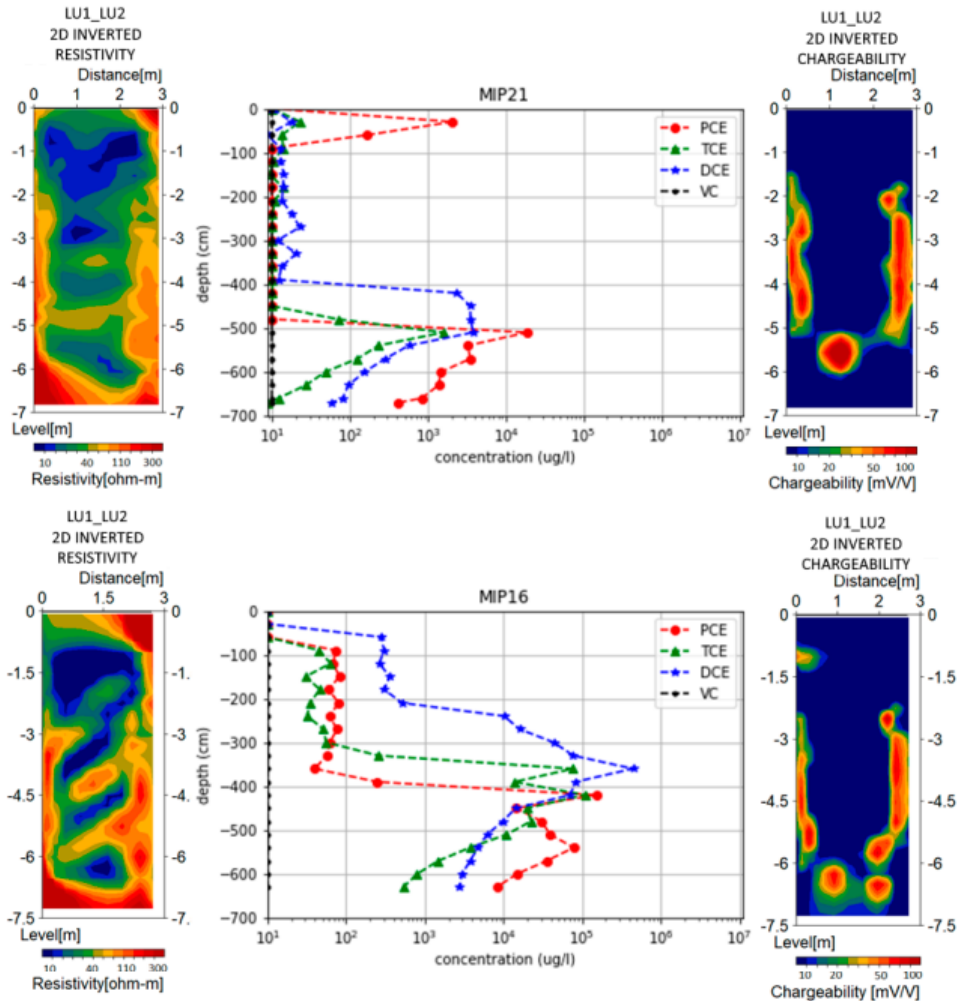 LU1_LU2
2D INVERTED
RESISTIVITY
Distance[m]
0 1 2 3
0 0
-1 -1
-2 -2
-3 -3
-4 -4
-5 -5
-6 -6
-7 -7
Level[m]
10 40 110 300
Resistivity[ohm-m]
MIP21
depth (cm)
0
−100
−200
−300
−400
−500
−600
−700
PCE
TCE
DCE
VC
10¹ 10² 10³ 10⁴ 10⁵ 10⁶ 10⁷
concentration (ug/l)
LU1_LU2
2D INVERTED
CHARGEABILITY
Distance[m]
0 1 2 3
0
-1
-2
-3
-4
-5
-6
-7
-7
Level[m]
10 20 50 100
Chargeability [mV/V]
LU1_LU2
2D INVERTED
RESISTIVITY
Distance[m]
0 1.5 3
0 0
-1.5 -1.
-3 -3
-4.5 -4.
-6 -6
-7.5 -7.
Level[m]
10 40 110 300
Resistivity[ohm-m]
MIP16
depth (cm)
0
−100
−200
−300
−400
−500
−600
−700
PCE
TCE
DCE
VC
10¹ 10² 10³ 10⁴ 10⁵ 10⁶ 10⁷
concentration (ug/l)
LU1_LU2
2D INVERTED
CHARGEABILITY
Distance[m]
0 1 2 3
0 0
-1.5 -1.5
-3 -3
-4.5 -4.5
-6 -6
-7.5 -7.5
Level[m]
10 20 50 100
Chargeability [mV/V]